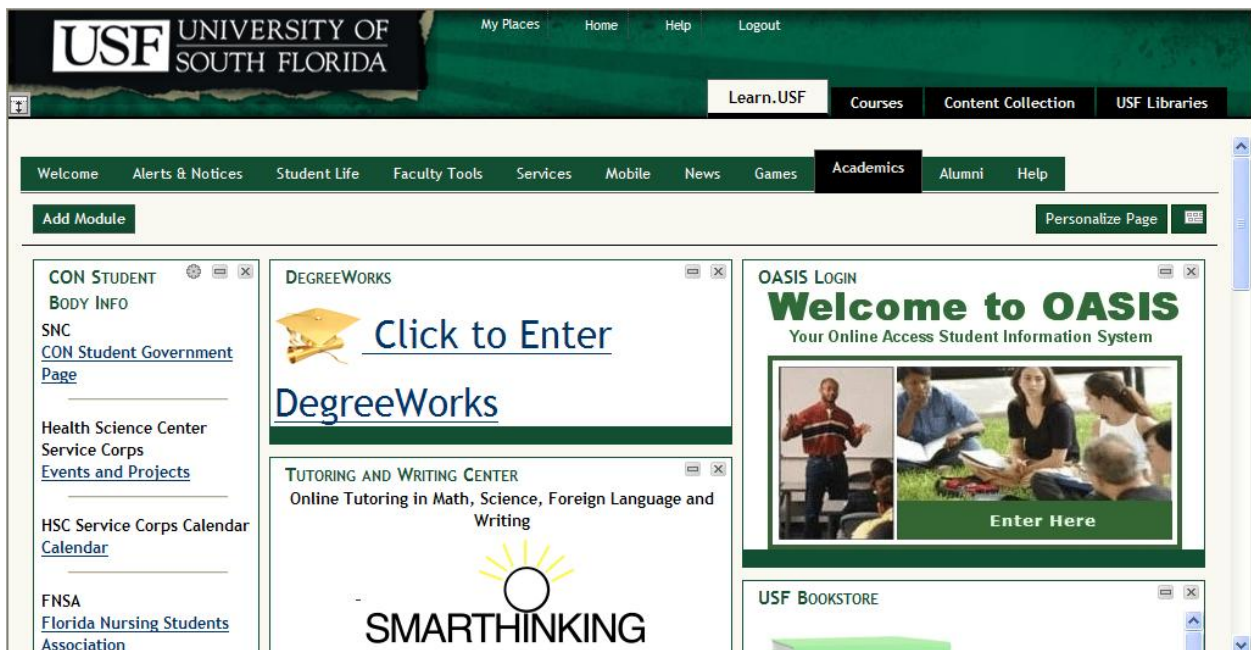 USF UNIVERSITY OF
SOUTH FLORIDA
My Places Home Help Logout
Learn.USF Courses Content Collection USF Libraries
Welcome Alerts & Notices Student Life Faculty Tools Services Mobile News Games Academics Alumni Help
Add Module
Personalize Page
CON STUDENT
BODY INFO
SNC
CON Student Government
Page
Health Science Center
Service Corps
Events and Projects
HSC Service Corps Calendar
Calendar
FNSA
Florida Nursing Students
Association
DEGREEWORKS
Click to Enter
DegreeWorks
TUTORING AND WRITING CENTER
Online Tutoring in Math, Science, Foreign Language and
Writing
SMARTHINKING
OASIS LOGIN
Welcome to OASIS
Your Online Access Student Information System
Enter Here
USF BOOKSTORE